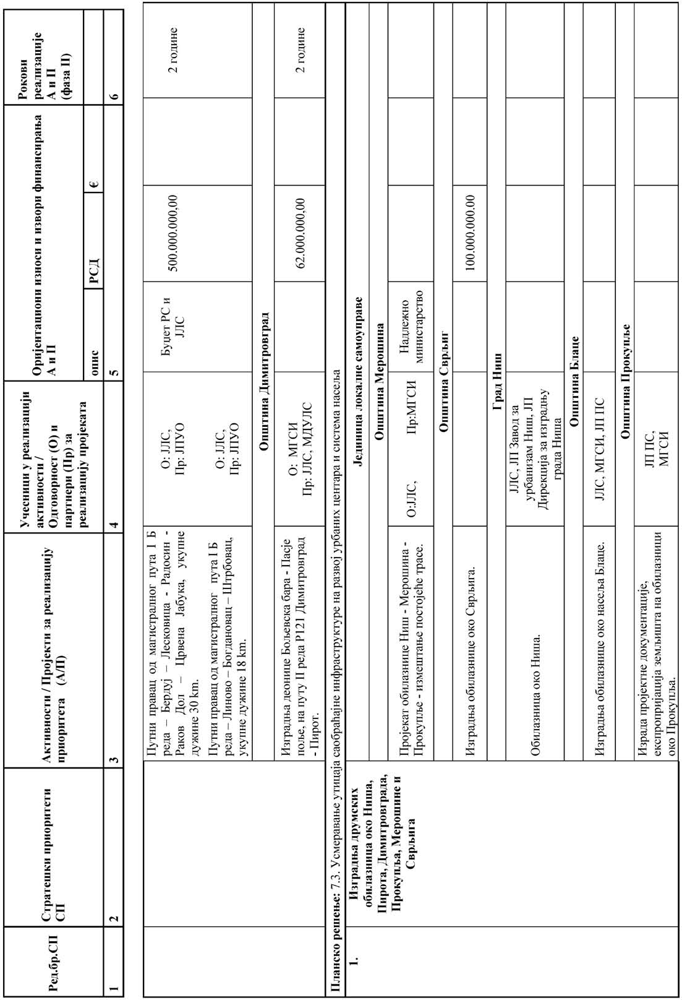 Ред.бр.СП
Стратешки приоритети
СП
Активности / Пројекти за реализацију
приоритета (А/П)
Учесници у реализацији
активности /
Одговорност (О) и
партнери (Пр) за
реализацију пројеката
Оријентациони износи и извори финансирања
А и П
опис
РСД
€
Рокови
реализације
А и П
(фаза II)
1
2
3
4
5
6
Путни правац од магистралног пута I Б
реда – Бердуј – Лесковица - Радосин -
Раков Дол – Црвена Јабука, укупне
дужине 30 km.
О: ЈЛС,
Пр: ЈПУО
Буџет РС и
ЈЛС
500.000.000,00
2 године
Путни правац од магистралног пута I Б
реда – Линово – Богдановац – Штрбовац,
укупне дужине 18 km.
О: ЈЛС,
Пр: ЈПУО
Општина Димитровград
Изградња деонице Бољевска бара - Пасје
поље, на путу II реда Р121 Димитровград
- Пирот.
О: МГСИ
Пр: ЈЛС, МДУЛС
62.000.000,00
2 године
Планско решење: 7.3. Усмеравање утицаја саобраћајне инфраструктуре на развој урбаних центара и система насеља
1.
Изградња друмских
обилазница око Ниша,
Пирота, Димитровграда,
Прокупља, Мерошине и
Сврљига
Јединица локалне самоуправе
Општина Мерошина
Пројекат обилазнице Ниш - Мерошина -
Прокупље - измештање постојеће трасе.
О:ЈЛС, Пр:МГСИ
Надлежно
министарство
Општина Сврљиг
Изградња обилазнице око Сврљига.
100.000.000.00
Град Ниш
Обилазница око Ниша.
ЈЛС, ЈП Завод за
урбанизам Ниш, ЈП
Дирекција за изградњу
града Ниша
Општина Блаце
Изградња обилазнице око насеља Блаце.
ЈЛС, МГСИ, ЈП ПС
Општина Прокупље
Израда пројектне документације,
експропријација земљишта на обилазници
око Прокупља.
ЈП ПС,
МГСИ